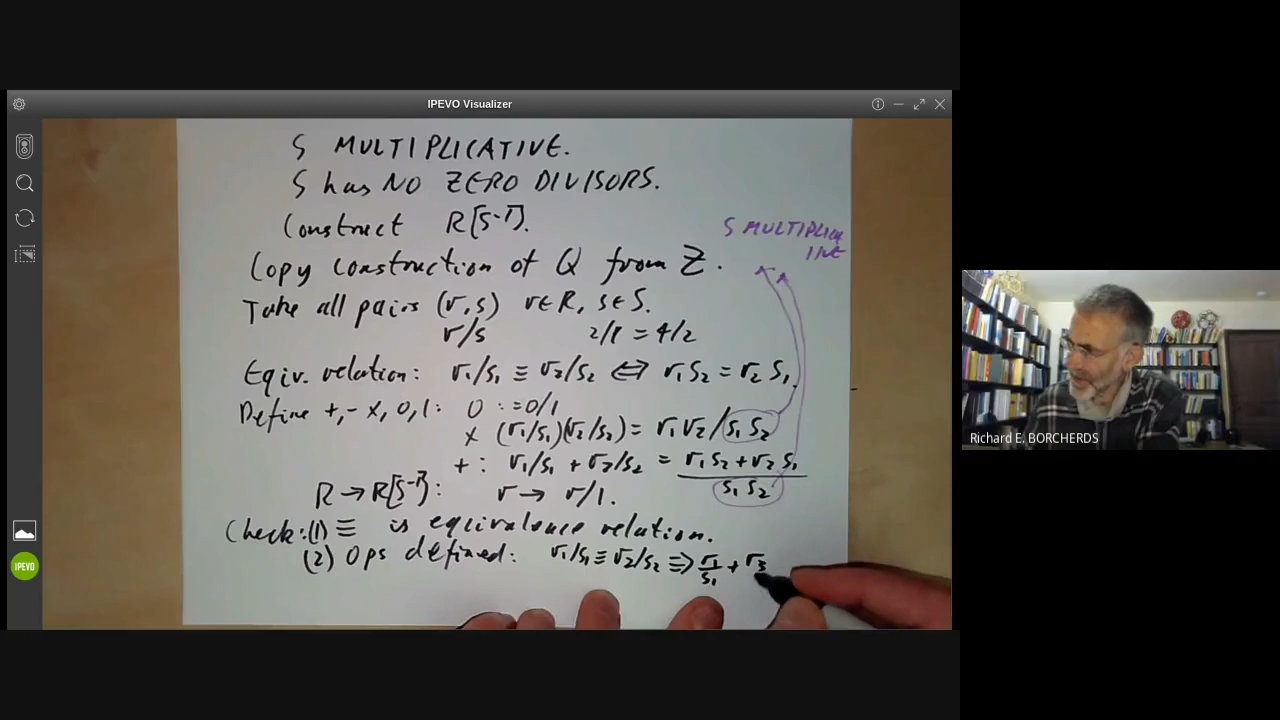 IPEVO Visualizer
S MULTIPLICATIVE.
S has NO ZERO DIVISORS.
Construct R[S⁻¹].
S MULTIPLICA
TIVE
Copy construction of Q from Z.
Take all pairs (r,s) r∈R, s∈S.
r/s 2/1 = 4/2
Equiv. relation: r₁/s₁ ≡ r₂/s₂ ⟺ r₁s₂ = r₂s₁.
Define +,- ×, 0,1: 0 := 0/1
× (r₁/s₁)(r₂/s₂) = r₁r₂/s₁s₂
+: r₁/s₁ + r₂/s₂ = (r₁s₂+r₂s₁)/(s₁s₂)
R → R[S⁻¹]: r → r/1.
Check: (1) ≡ is equivalence relation.
(2) Ops defined: r₁/s₁ ≡ r₂/s₂ ⇒ r₁/s₁ + r₃
Richard E. BORCHERDS
IPEVO